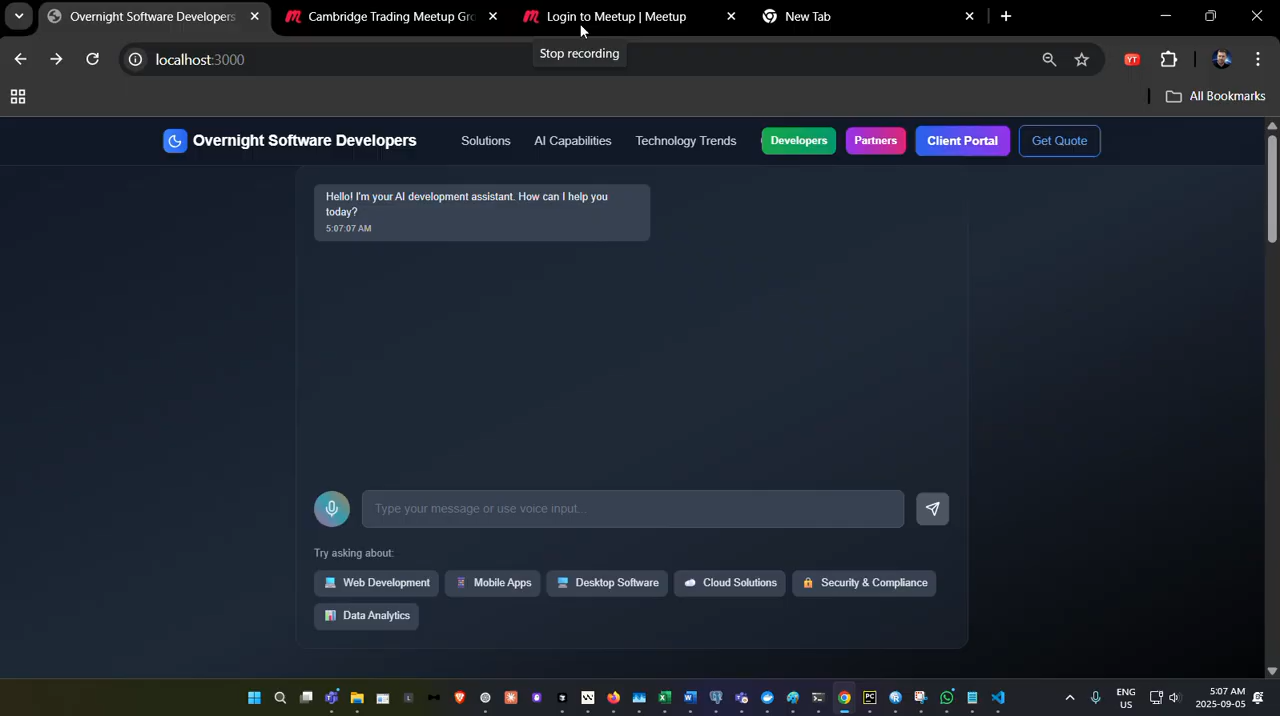 Overnight Software Developers
Cambridge Trading Meetup Gr
Login to Meetup | Meetup
New Tab
Stop recording
localhost:3000
YT
All Bookmarks
Overnight Software Developers
Solutions
AI Capabilities
Technology Trends
Developers
Partners
Client Portal
Get Quote
Hello! I'm your AI development assistant. How can I help you
today?
5:07:07 AM
Type your message or use voice input...
Try asking about:
Web Development
Mobile Apps
Desktop Software
Cloud Solutions
Security & Compliance
Data Analytics
ENG
US
5:07 AM
2025-09-05